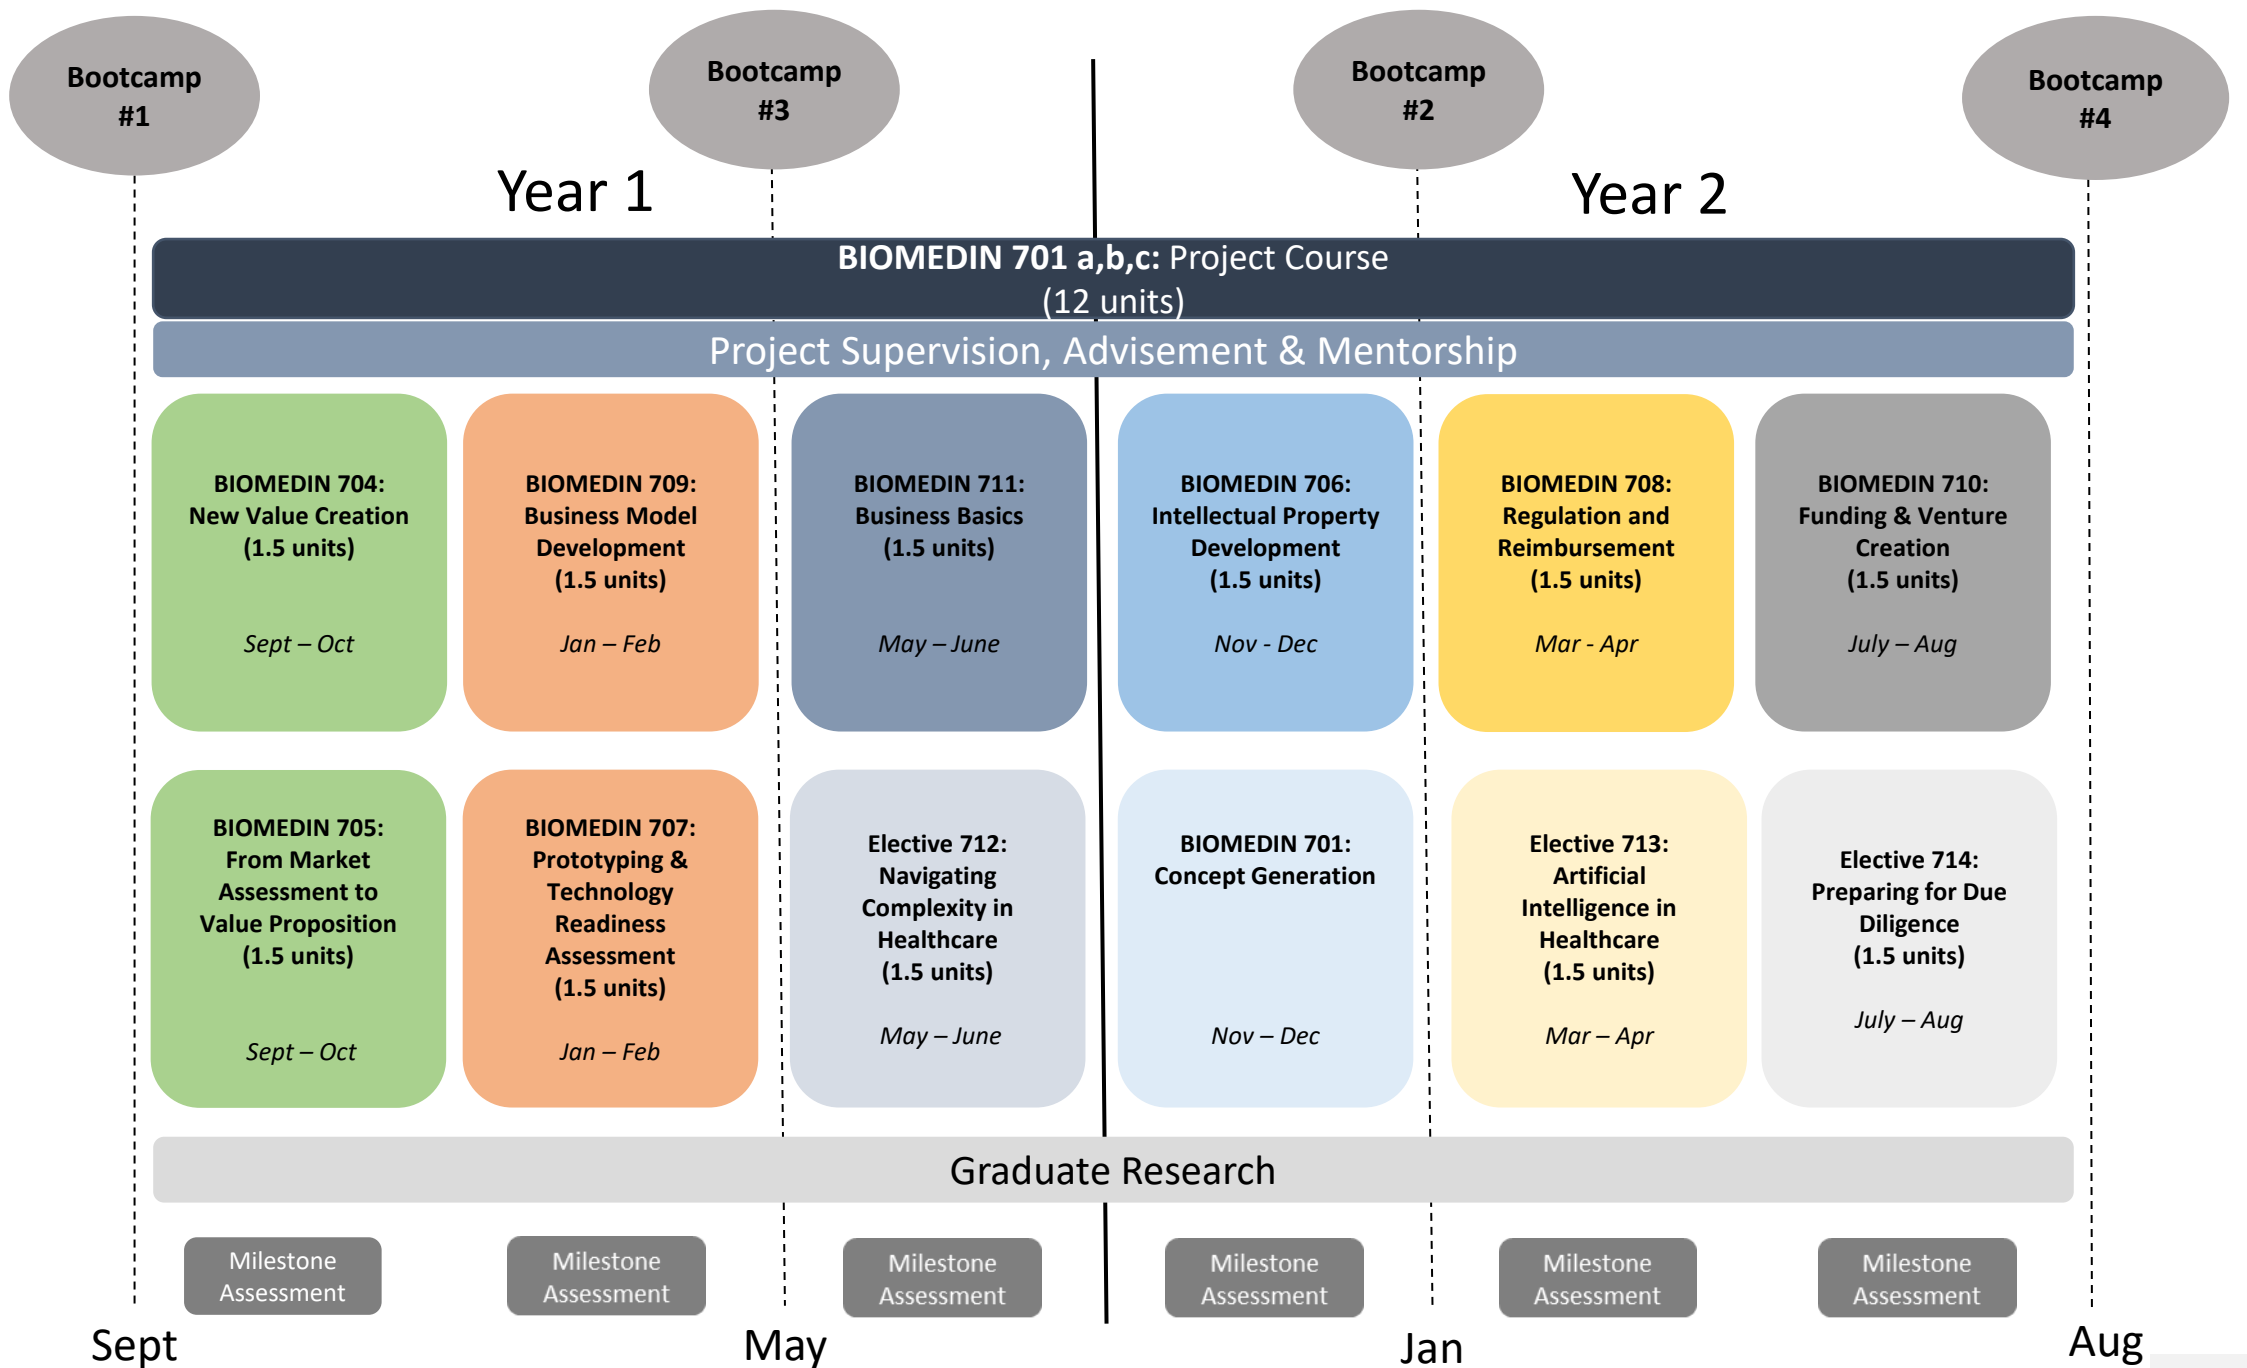 Bootcamp
#1
Bootcamp
#3
Bootcamp
#2
Bootcamp
#4
Year 1
Year 2
BIOMEDIN 701 a,b,c: Project Course
(12 units)
Project Supervision, Advisement & Mentorship
BIOMEDIN 704:
New Value Creation
(1.5 units)
Sept – Oct
BIOMEDIN 709:
Business Model
Development
(1.5 units)
Jan – Feb
BIOMEDIN 711:
Business Basics
(1.5 units)
May – June
BIOMEDIN 706:
Intellectual Property
Development
(1.5 units)
Nov - Dec
BIOMEDIN 708:
Regulation and
Reimbursement
(1.5 units)
Mar - Apr
BIOMEDIN 710:
Funding & Venture
Creation
(1.5 units)
July – Aug
BIOMEDIN 705:
From Market
Assessment to
Value Proposition
(1.5 units)
Sept – Oct
BIOMEDIN 707:
Prototyping &
Technology
Readiness
Assessment
(1.5 units)
Jan – Feb
Elective 712:
Navigating
Complexity in
Healthcare
(1.5 units)
May – June
BIOMEDIN 701:
Concept Generation
Nov – Dec
Elective 713:
Artificial
Intelligence in
Healthcare
(1.5 units)
Mar – Apr
Elective 714:
Preparing for Due
Diligence
(1.5 units)
July – Aug
Graduate Research
Milestone
Assessment
Milestone
Assessment
Milestone
Assessment
Milestone
Assessment
Milestone
Assessment
Milestone
Assessment
Sept
May
Jan
Aug